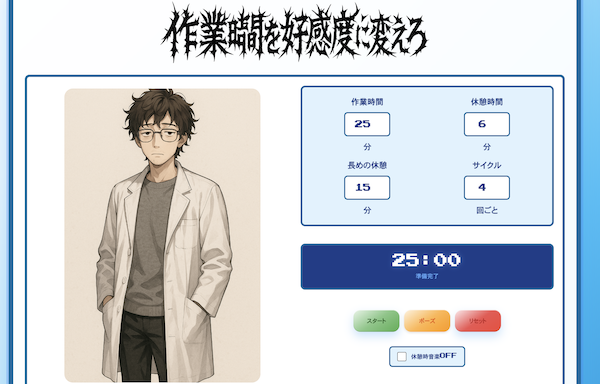 作業時間を好感度に変えろ
作業時間
25
分
休憩時間
6
分
長めの休憩
15
分
サイクル
4
回ごと
25:00
準備完了
スタート
ポーズ
リセット
休憩時音楽OFF